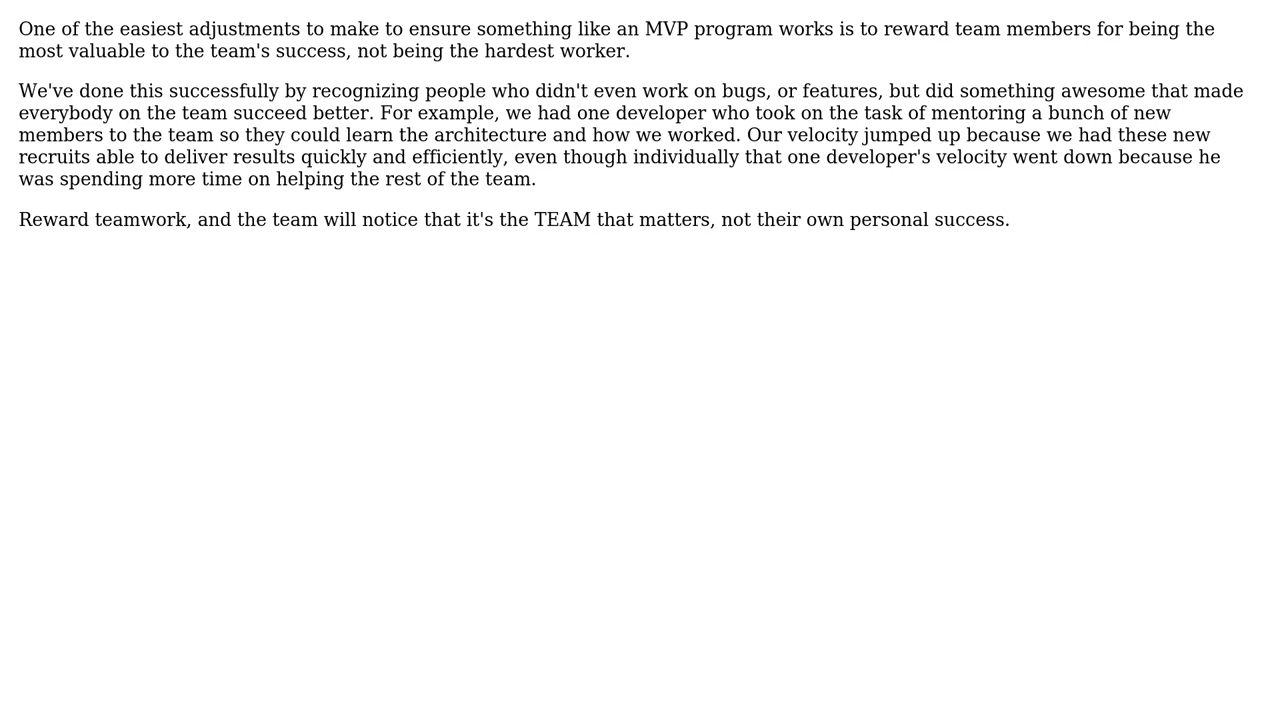 One of the easiest adjustments to make to ensure something like an MVP program works is to reward team members for being the
most valuable to the team's success, not being the hardest worker.
We've done this successfully by recognizing people who didn't even work on bugs, or features, but did something awesome that made
everybody on the team succeed better. For example, we had one developer who took on the task of mentoring a bunch of new
members to the team so they could learn the architecture and how we worked. Our velocity jumped up because we had these new
recruits able to deliver results quickly and efficiently, even though individually that one developer's velocity went down because he
was spending more time on helping the rest of the team.
Reward teamwork, and the team will notice that it's the TEAM that matters, not their own personal success.